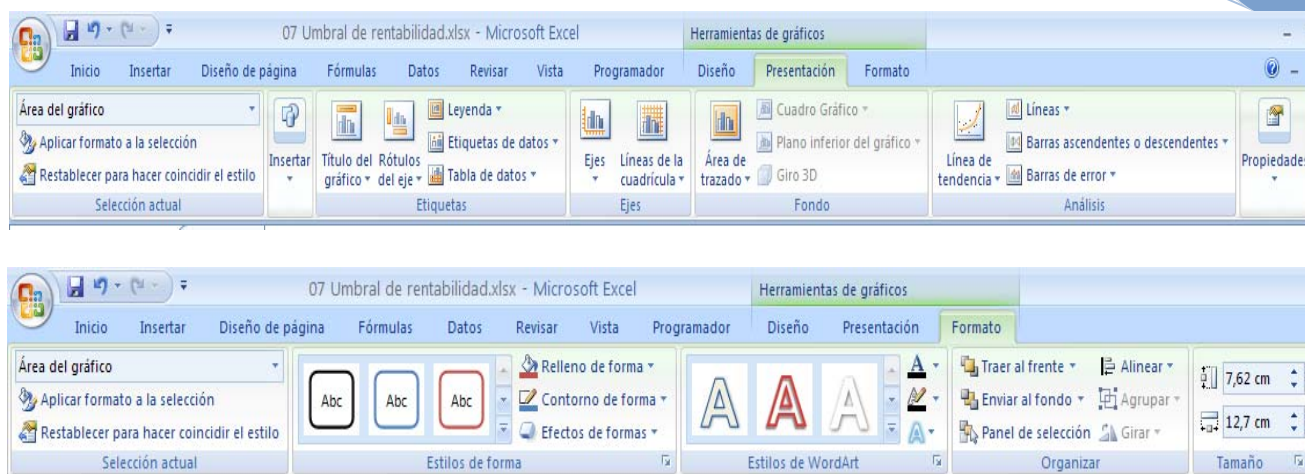 07 Umbral de rentabilidad.xlsx - Microsoft Excel
Herramientas de gráficos
Inicio Insertar Diseño de página Fórmulas Datos Revisar Vista Programador Diseño Presentación Formato
Área del gráfico
Aplicar formato a la selección
Restablecer para hacer coincidir el estilo
Selección actual
Insertar
Título del gráfico
Rótulos del eje
Leyenda
Etiquetas de datos
Tabla de datos
Etiquetas
Ejes
Líneas de la cuadrícula
Ejes
Área de trazado
Cuadro Gráfico
Plano inferior del gráfico
Giro 3D
Fondo
Línea de tendencia
Líneas
Barras ascendentes o descendentes
Barras de error
Análisis
Propiedades
07 Umbral de rentabilidad.xlsx - Microsoft Excel
Herramientas de gráficos
Inicio Insertar Diseño de página Fórmulas Datos Revisar Vista Programador Diseño Presentación Formato
Área del gráfico
Aplicar formato a la selección
Restablecer para hacer coincidir el estilo
Selección actual
Abc Abc Abc
Relleno de forma
Contorno de forma
Efectos de formas
Estilos de forma
A A A
A
A
Estilos de WordArt
Traer al frente
Enviar al fondo
Panel de selección
Alinear
Agrupar
Girar
Organizar
7,62 cm
12,7 cm
Tamaño